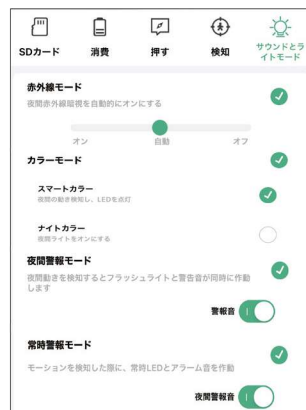 SDカード 消費 押す 検知 サウンドとラ
イトモード
赤外線モード
夜間赤外線暗視を自動的にオンにする
オン 自動 オフ
カラーモード
スマートカラー
夜間の動き検知し、LEDを点灯
ナイトカラー
夜間ライトをオンにする
夜間警報モード
夜間動きを検知するとフラッシュライトと警告音が同時に作動
します
警報音
常時警報モード
モーションを検知した際に、常時LEDとアラーム音を作動
夜間警報音